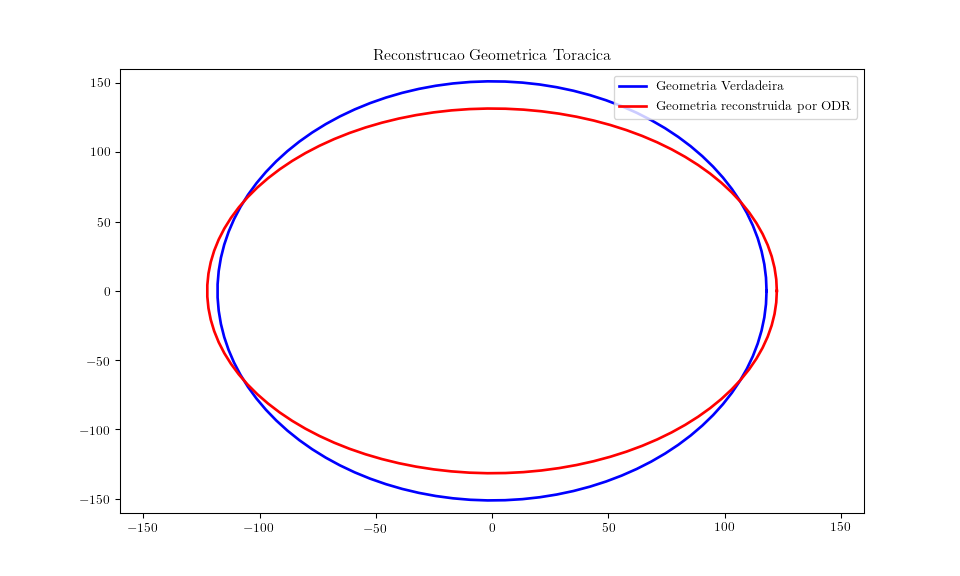 Reconstrucao Geometrica Toracica
Geometria Verdadeira
Geometria reconstruida por ODR
150
100
50
0
−50
−100
−150
−150 −100 −50 0 50 100 150